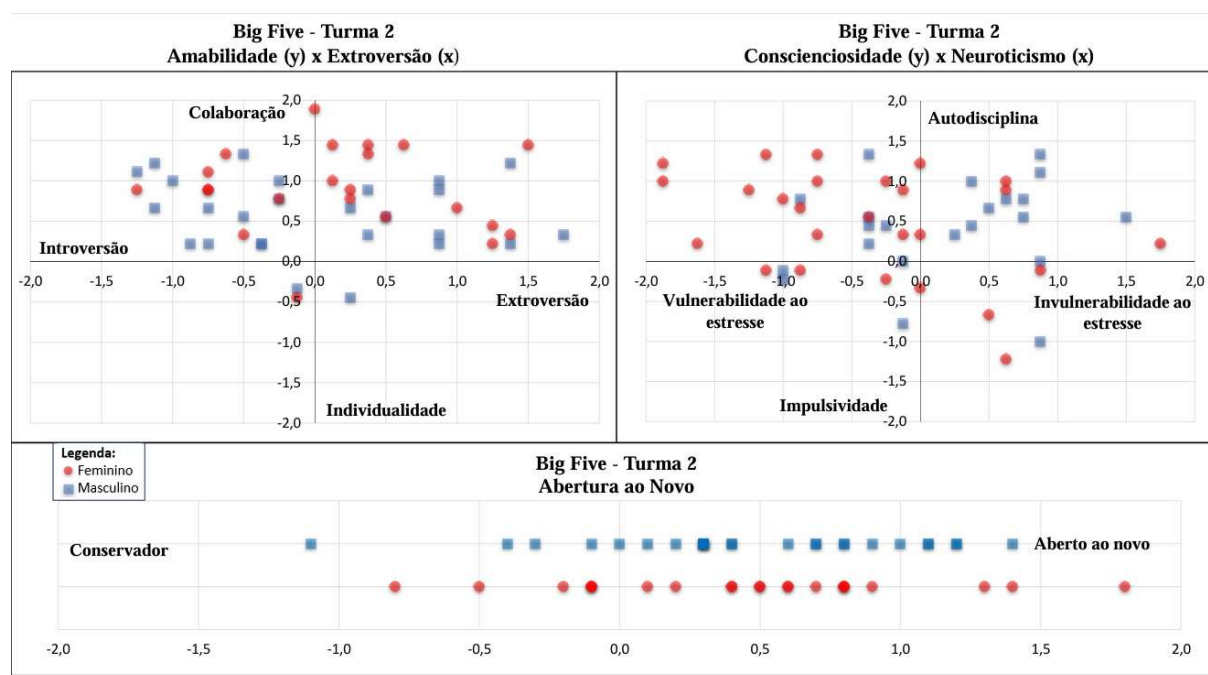 Big Five - Turma 2
Amabilidade (y) x Extroversão (x)
2,0
Colaboração
1,5
1,0
0,5
Introversão
0,0
-2,0 -1,5 -1,0 -0,5 0,0 0,5 1,0 1,5 2,0
-0,5
Extroversão
-1,0
-1,5
Individualidade
-2,0
Big Five - Turma 2
Conscienciosidade (y) x Neuroticismo (x)
2,0
Autodisciplina
1,5
1,0
0,5
0,0
-2,0 -1,5 -1,0 -0,5 0,0 0,5 1,0 1,5 2,0
Vulnerabilidade ao
estresse
-0,5
Invulnerabilidade ao
estresse
-1,0
-1,5
Impulsividade
-2,0
Legenda:
Feminino
Masculino
Big Five - Turma 2
Abertura ao Novo
Conservador
Aberto ao novo
-2,0 -1,5 -1,0 -0,5 0,0 0,5 1,0 1,5 2,0